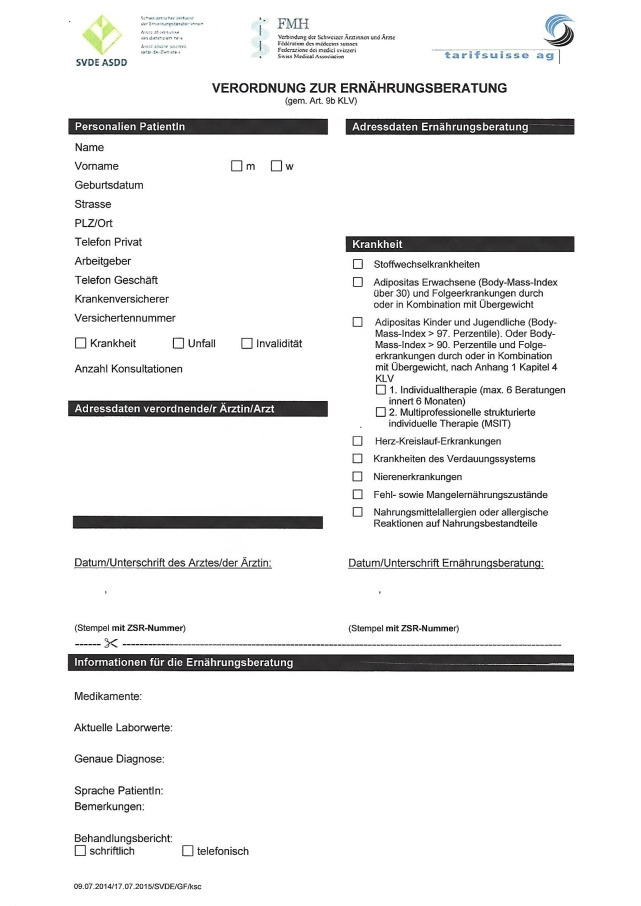 SVDE ASDD
Schweizerischer Verband
der Ernährungsberater/innen
FMH
Verbindung der Schweizer Ärztinnen und Ärzte
Fédération des médecins suisses
Federazione dei medici svizzeri
Swiss Medical Association
tarifsuisse ag
VERORDNUNG ZUR ERNÄHRUNGSBERATUNG
(gem. Art. 9b KLV)
Personalien PatientIn
Name
Vorname m w
Geburtsdatum
Strasse
PLZ/Ort
Telefon Privat
Arbeitgeber
Telefon Geschäft
Krankenversicherer
Versichertennummer
Krankheit Unfall Invalidität
Anzahl Konsultationen
Adressdaten verordnende/r Ärztin/Arzt
Adressdaten Ernährungsberatung
Krankheit
Stoffwechselkrankheiten
Adipositas Erwachsene (Body-Mass-Index
über 30) und Folgeerkrankungen durch
oder in Kombination mit Übergewicht
Adipositas Kinder und Jugendliche (Body-
Mass-Index > 97. Perzentile). Oder Body-
Mass-Index > 90. Perzentile und Folge-
erkrankungen durch oder in Kombination
mit Übergewicht, nach Anhang 1 Kapitel 4
KLV
1. Individualtherapie (max. 6 Beratungen
innert 6 Monaten)
2. Multiprofessionelle strukturierte
individuelle Therapie (MSIT)
Herz-Kreislauf-Erkrankungen
Krankheiten des Verdauungssystems
Nierenerkrankungen
Fehl- sowie Mangelernährungszustände
Nahrungsmittelallergien oder allergische
Reaktionen auf Nahrungsbestandteile
Datum/Unterschrift des Arztes/der Ärztin:
,
(Stempel mit ZSR-Nummer)
Datum/Unterschrift Ernährungsberatung:
,
(Stempel mit ZSR-Nummer)
Informationen für die Ernährungsberatung
Medikamente:
Aktuelle Laborwerte:
Genaue Diagnose:
Sprache PatientIn:
Bemerkungen:
Behandlungsbericht:
schriftlich telefonisch
09.07.2014/17.07.2015/SVDE/GF/ksc